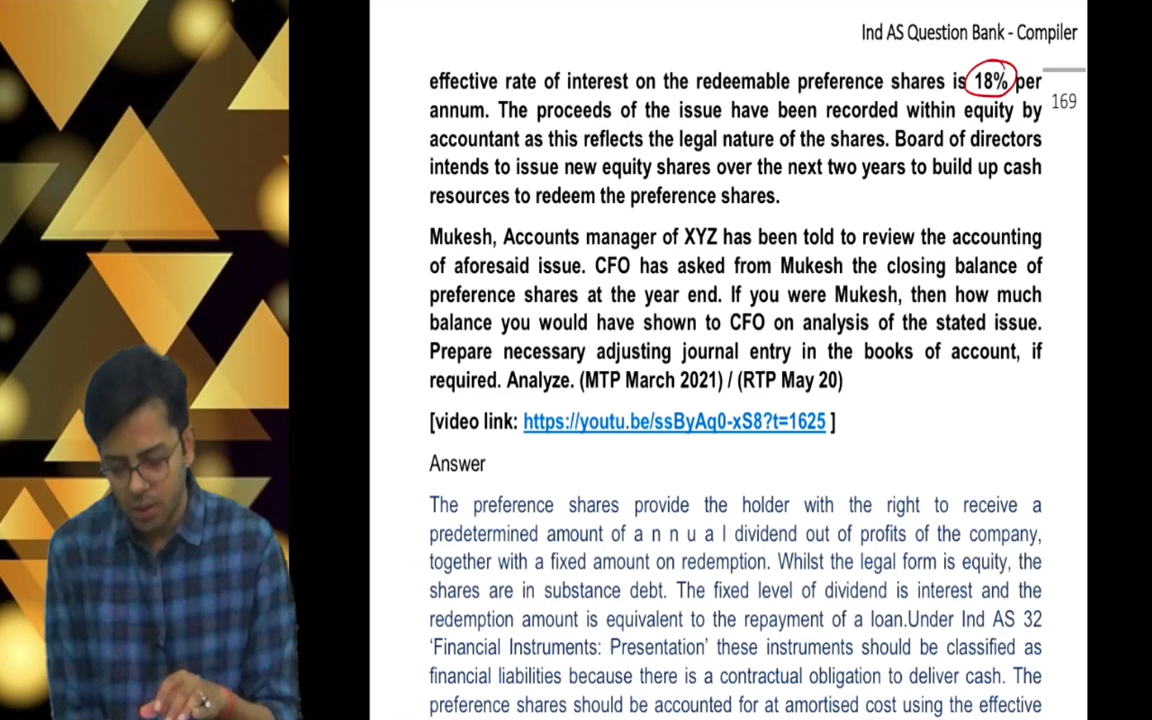 Ind AS Question Bank - Compiler
effective rate of interest on the redeemable preference shares is 18% per
169
annum. The proceeds of the issue have been recorded within equity by
accountant as this reflects the legal nature of the shares. Board of directors
intends to issue new equity shares over the next two years to build up cash
resources to redeem the preference shares.
Mukesh, Accounts manager of XYZ has been told to review the accounting
of aforesaid issue. CFO has asked from Mukesh the closing balance of
preference shares at the year end. If you were Mukesh, then how much
balance you would have shown to CFO on analysis of the stated issue.
Prepare necessary adjusting journal entry in the books of account, if
required. Analyze. (MTP March 2021) / (RTP May 20)
[video link: https://youtu.be/ssByAq0-xS8?t=1625 ]
Answer
The preference shares provide the holder with the right to receive a
predetermined amount of a n n u a l dividend out of profits of the company,
together with a fixed amount on redemption. Whilst the legal form is equity, the
shares are in substance debt. The fixed level of dividend is interest and the
redemption amount is equivalent to the repayment of a loan.Under Ind AS 32
‘Financial Instruments: Presentation’ these instruments should be classified as
financial liabilities because there is a contractual obligation to deliver cash. The
preference shares should be accounted for at amortised cost using the effective